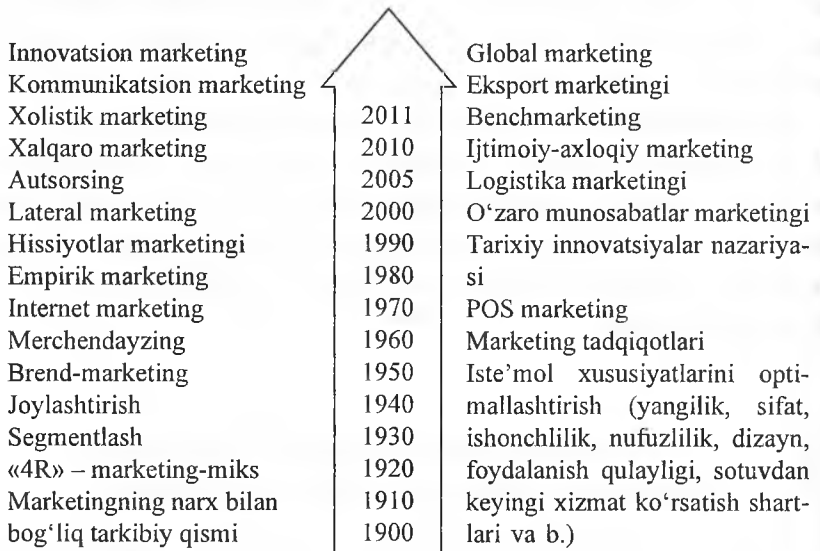 Innovatsion marketing
Kommunikatsion marketing
Xolistik marketing
Xalqaro marketing
Autsorsing
Lateral marketing
Hissiyotlar marketingi
Empirik marketing
Internet marketing
Merchendayzing
Brend-marketing
Joylashtirish
Segmentlash
«4R» – marketing-miks
Marketingning narx bilan
bog‘liq tarkibiy qismi
2011
2010
2005
2000
1990
1980
1970
1960
1950
1940
1930
1920
1910
1900
Global marketing
Eksport marketingi
Benchmarketing
Ijtimoiy-axloqiy marketing
Logistika marketingi
O‘zaro munosabatlar marketingi
Tarixiy innovatsiyalar nazariya-
si
POS marketing
Marketing tadqiqotlari
Iste’mol xususiyatlarini opti-
mallashtirish (yangilik, sifat,
ishonchlilik, nufuzlilik, dizayn,
foydalanish qulayligi, sotuvdan
keyingi xizmat ko‘rsatish shart-
lari va b.)